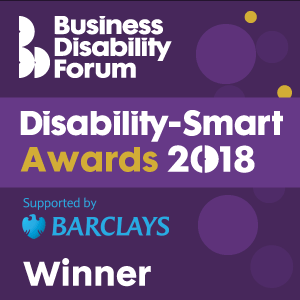 Business
Disability
Forum
Disability-Smart
Awards 2018
Supported by
BARCLAYS
Winner